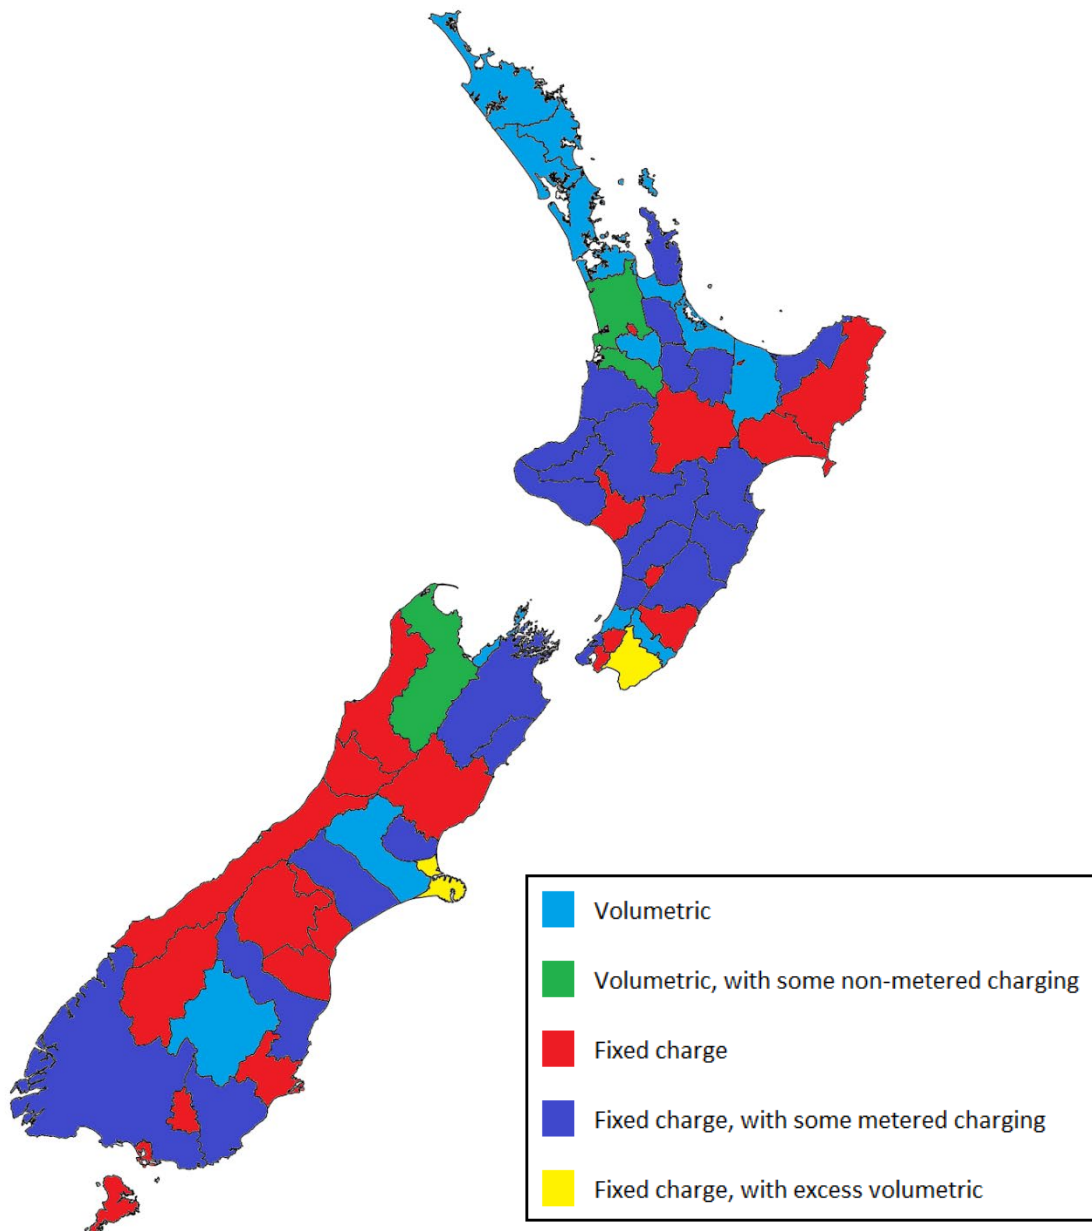 Volumetric
Volumetric, with some non-metered charging
Fixed charge
Fixed charge, with some metered charging
Fixed charge, with excess volumetric